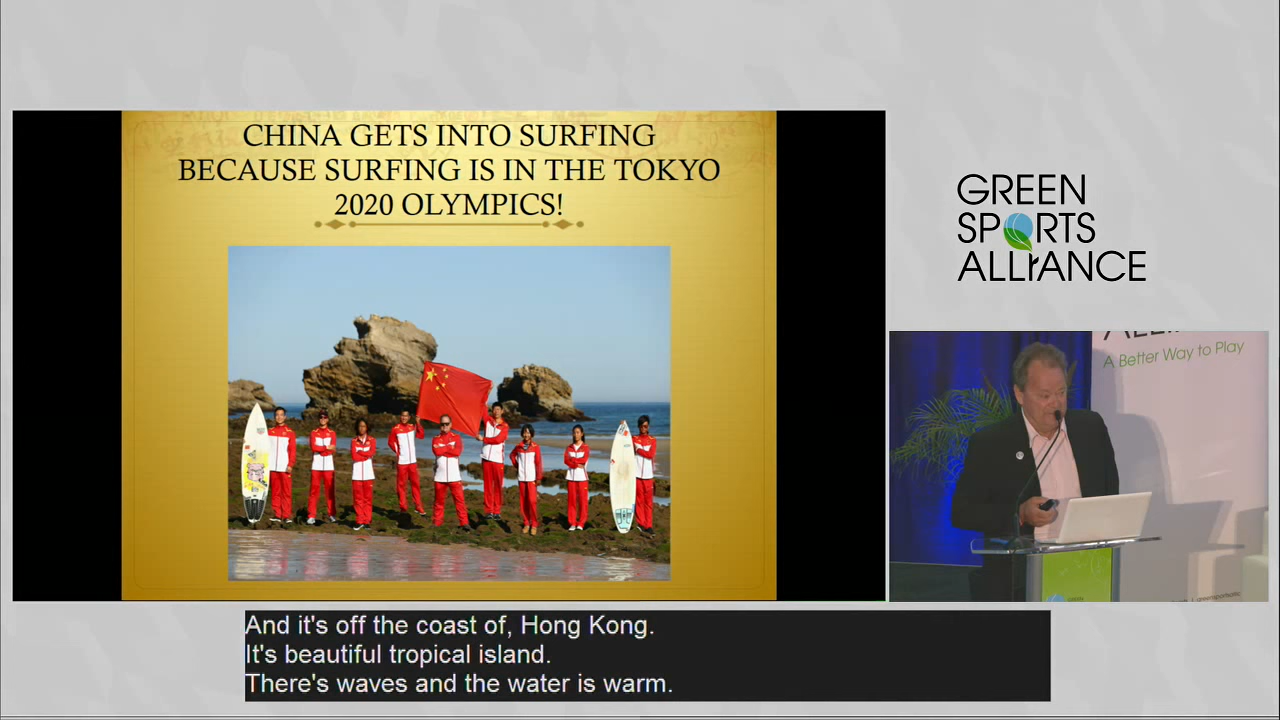 CHINA GETS INTO SURFING
BECAUSE SURFING IS IN THE TOKYO
2020 OLYMPICS!
GREEN
SPORTS
ALLIANCE
A Better Way to Play
And it's off the coast of, Hong Kong.
It's beautiful tropical island.
There's waves and the water is warm.